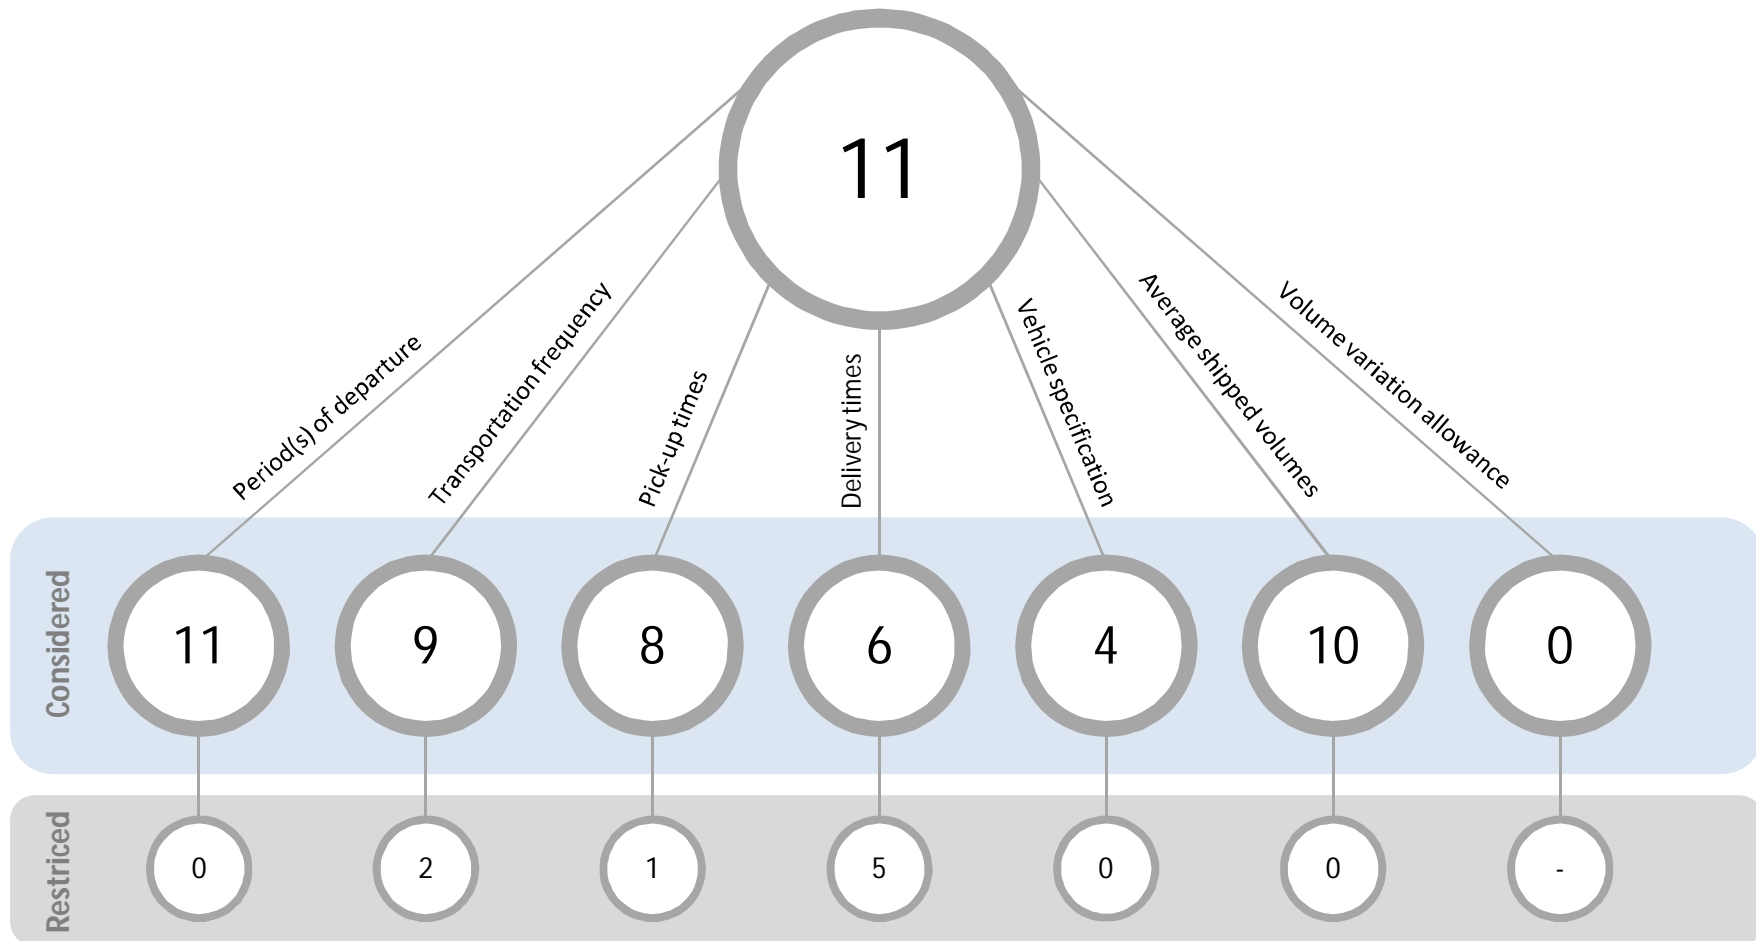 11
Period(s) of departure
Transportation frequency
Pick-up times
Delivery times
Vehicle specification
Average shipped volumes
Volume variation allowance
Considered
11
9
8
6
4
10
0
Restriced
0
2
1
5
0
0
-